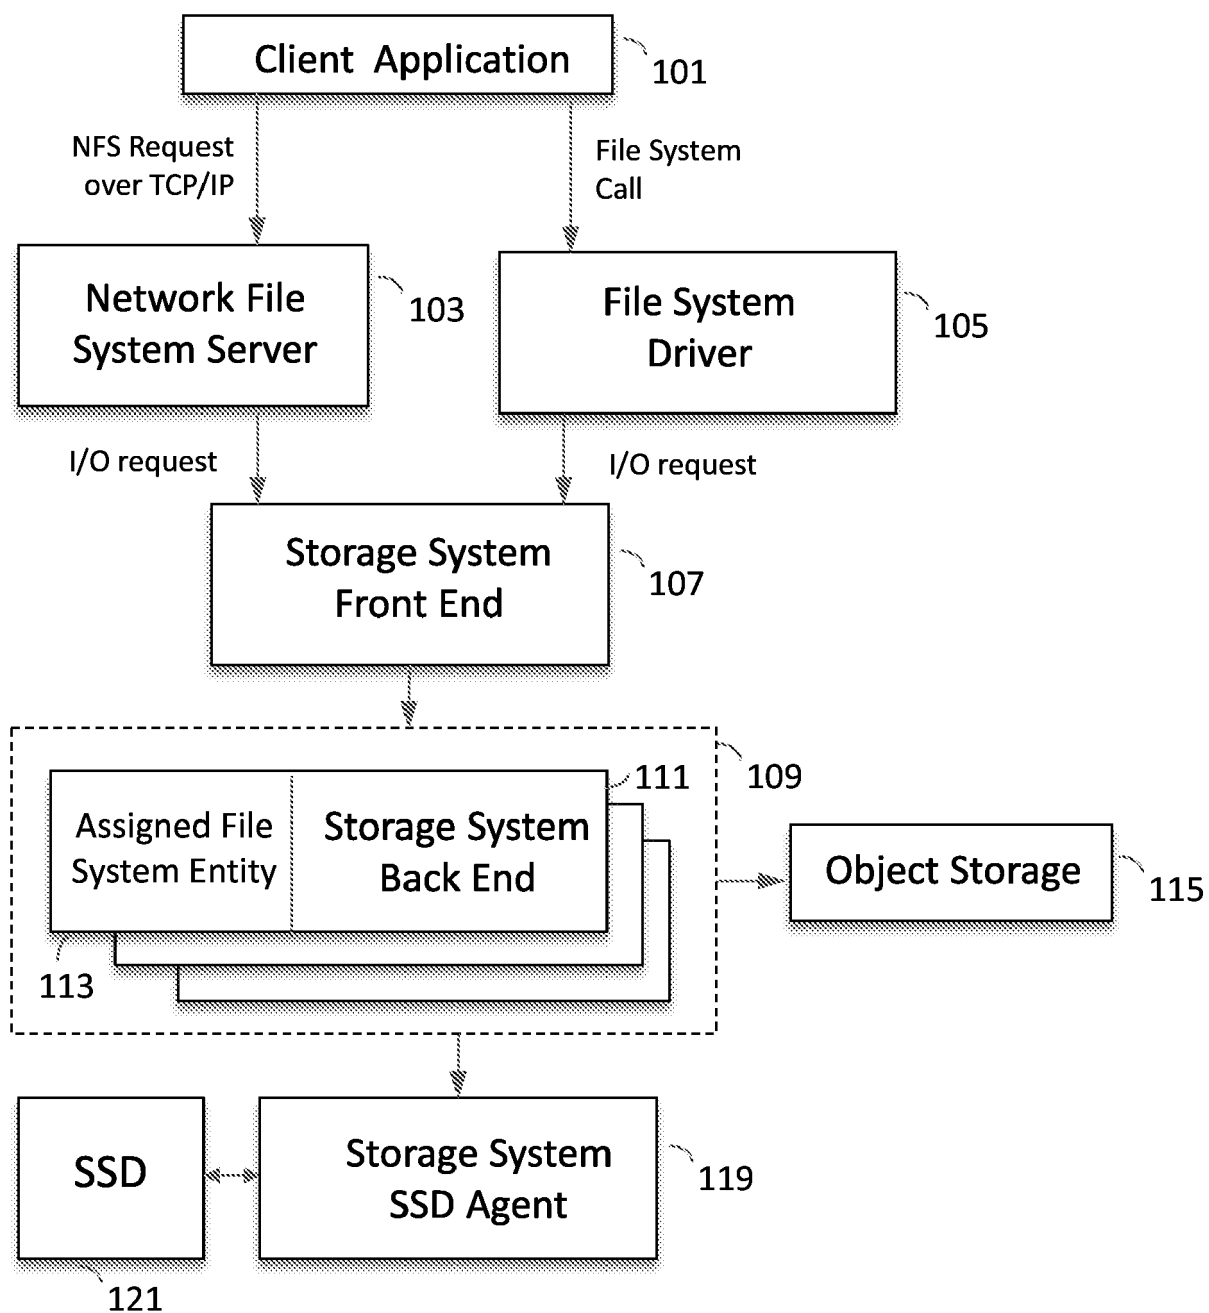 Client Application
101
NFS Request
over TCP/IP
File System
Call
Network File
System Server
103
File System
Driver
105
I/O request
I/O request
Storage System
Front End
107
109
111
Assigned File
System Entity
Storage System
Back End
113
Object Storage
115
SSD
121
Storage System
SSD Agent
119